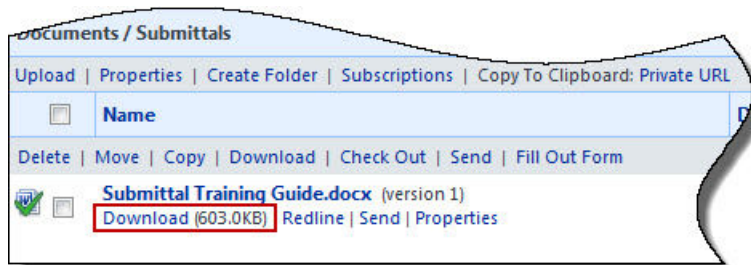 Documents / Submittals
Upload | Properties | Create Folder | Subscriptions | Copy To Clipboard: Private URL
Name
Delete | Move | Copy | Download | Check Out | Send | Fill Out Form
Submittal Training Guide.docx (version 1)
Download (603.0KB) Redline | Send | Properties